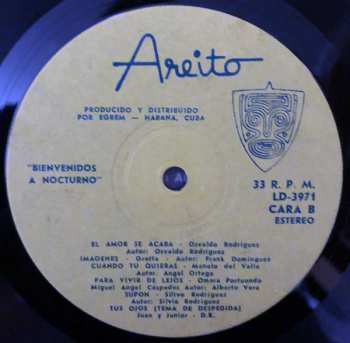 Areito
PRODUCIDO Y DISTRIBUIDO
POR EGREM — HABANA, CUBA
"BIENVENIDOS
A NOCTURNO"
33 R. P. M.
LD-3971
CARA B
ESTEREO
A
EL AMOR SE ACABA - Osvaldo Rodríguez
Autor: Osvaldo Rodríguez
IMAGENES - Gretta - Autor: Frank Domínguez
CUANDO TU QUIERAS - Manolo del Valle
Autor: Angel Ortega
PARA VIVIR DE LEJOS - Omara Portuondo
Miguel Angel Céspedes Autor: Alberto Vera
SUPON - Silvio Rodríguez
Autor: Silvio Rodríguez
TUS OJOS (TEMA DE DESPEDIDA)
Juan y Junior - D.R.